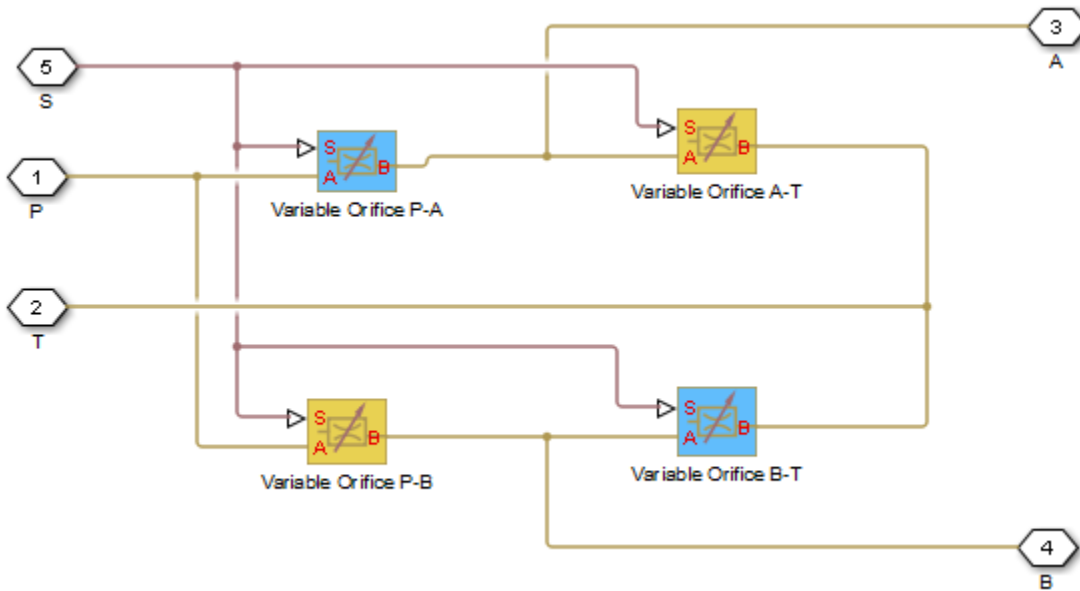 3
A
5
S
S
A B
Variable Orifice A-T
S
A B
Variable Orifice P-A
1
P
2
T
S
A B
Variable Orifice P-B
S
A B
Variable Orifice B-T
4
B